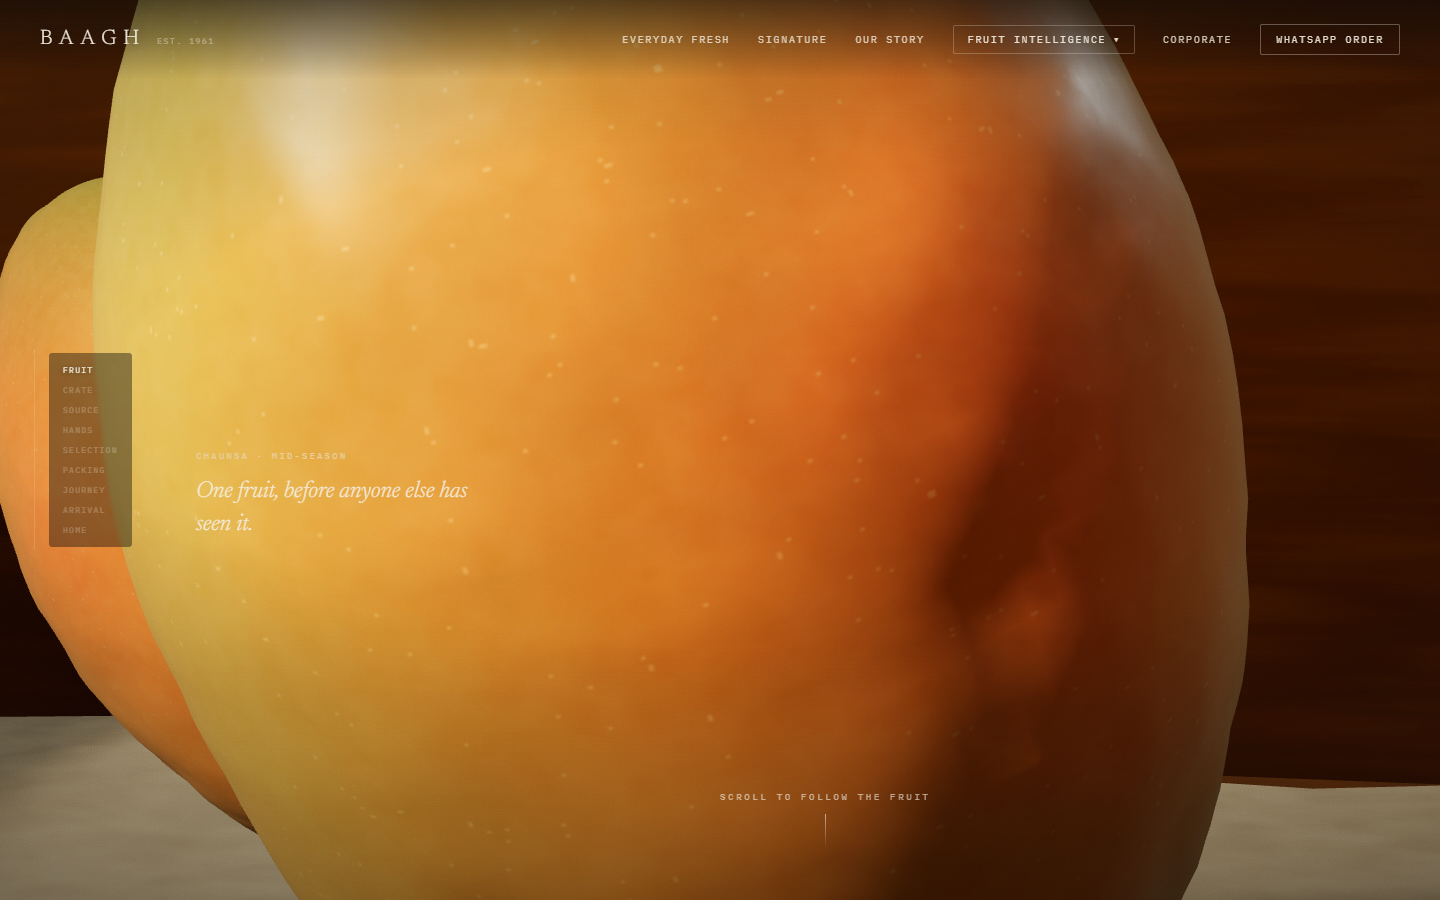 BAAGH EST. 1961
EVERYDAY FRESH SIGNATURE OUR STORY FRUIT INTELLIGENCE ▾ CORPORATE WHATSAPP ORDER
FRUIT
CRATE
SOURCE
HANDS
SELECTION
PACKING
JOURNEY
ARRIVAL
HOME
CHAUNSA - MID-SEASON
One fruit, before anyone else has
seen it.
SCROLL TO FOLLOW THE FRUIT